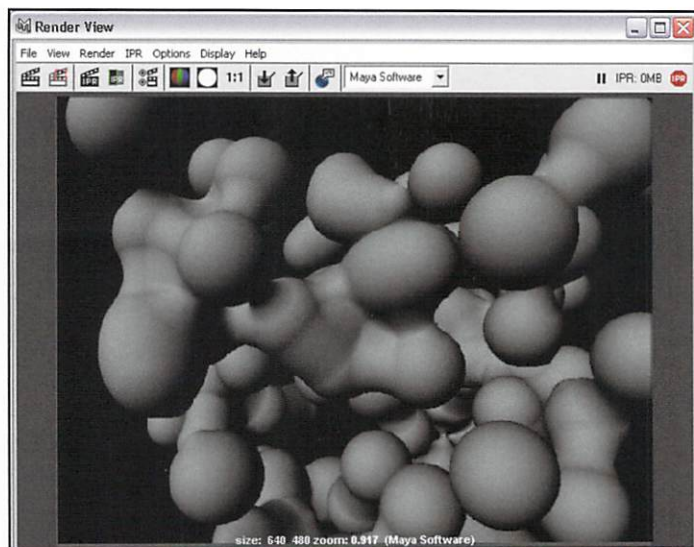 Render View
File View Render IPR Options Display Help
1:1 Maya Software IPR: 0MB IPR
size: 640 480 zoom: 0.917 (Maya Software)